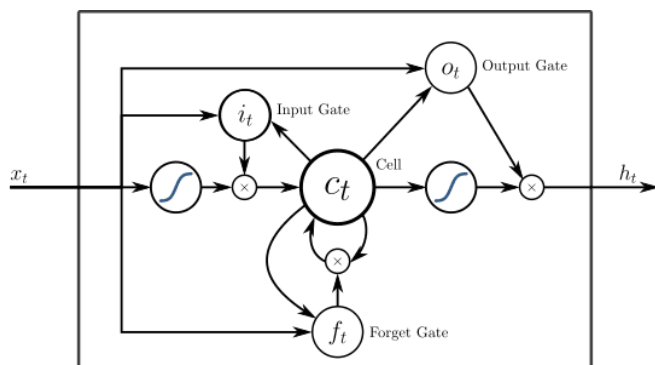 o_t Output Gate
i_t Input Gate
x_t
×
c_t
Cell
×
h_t
×
f_t Forget Gate